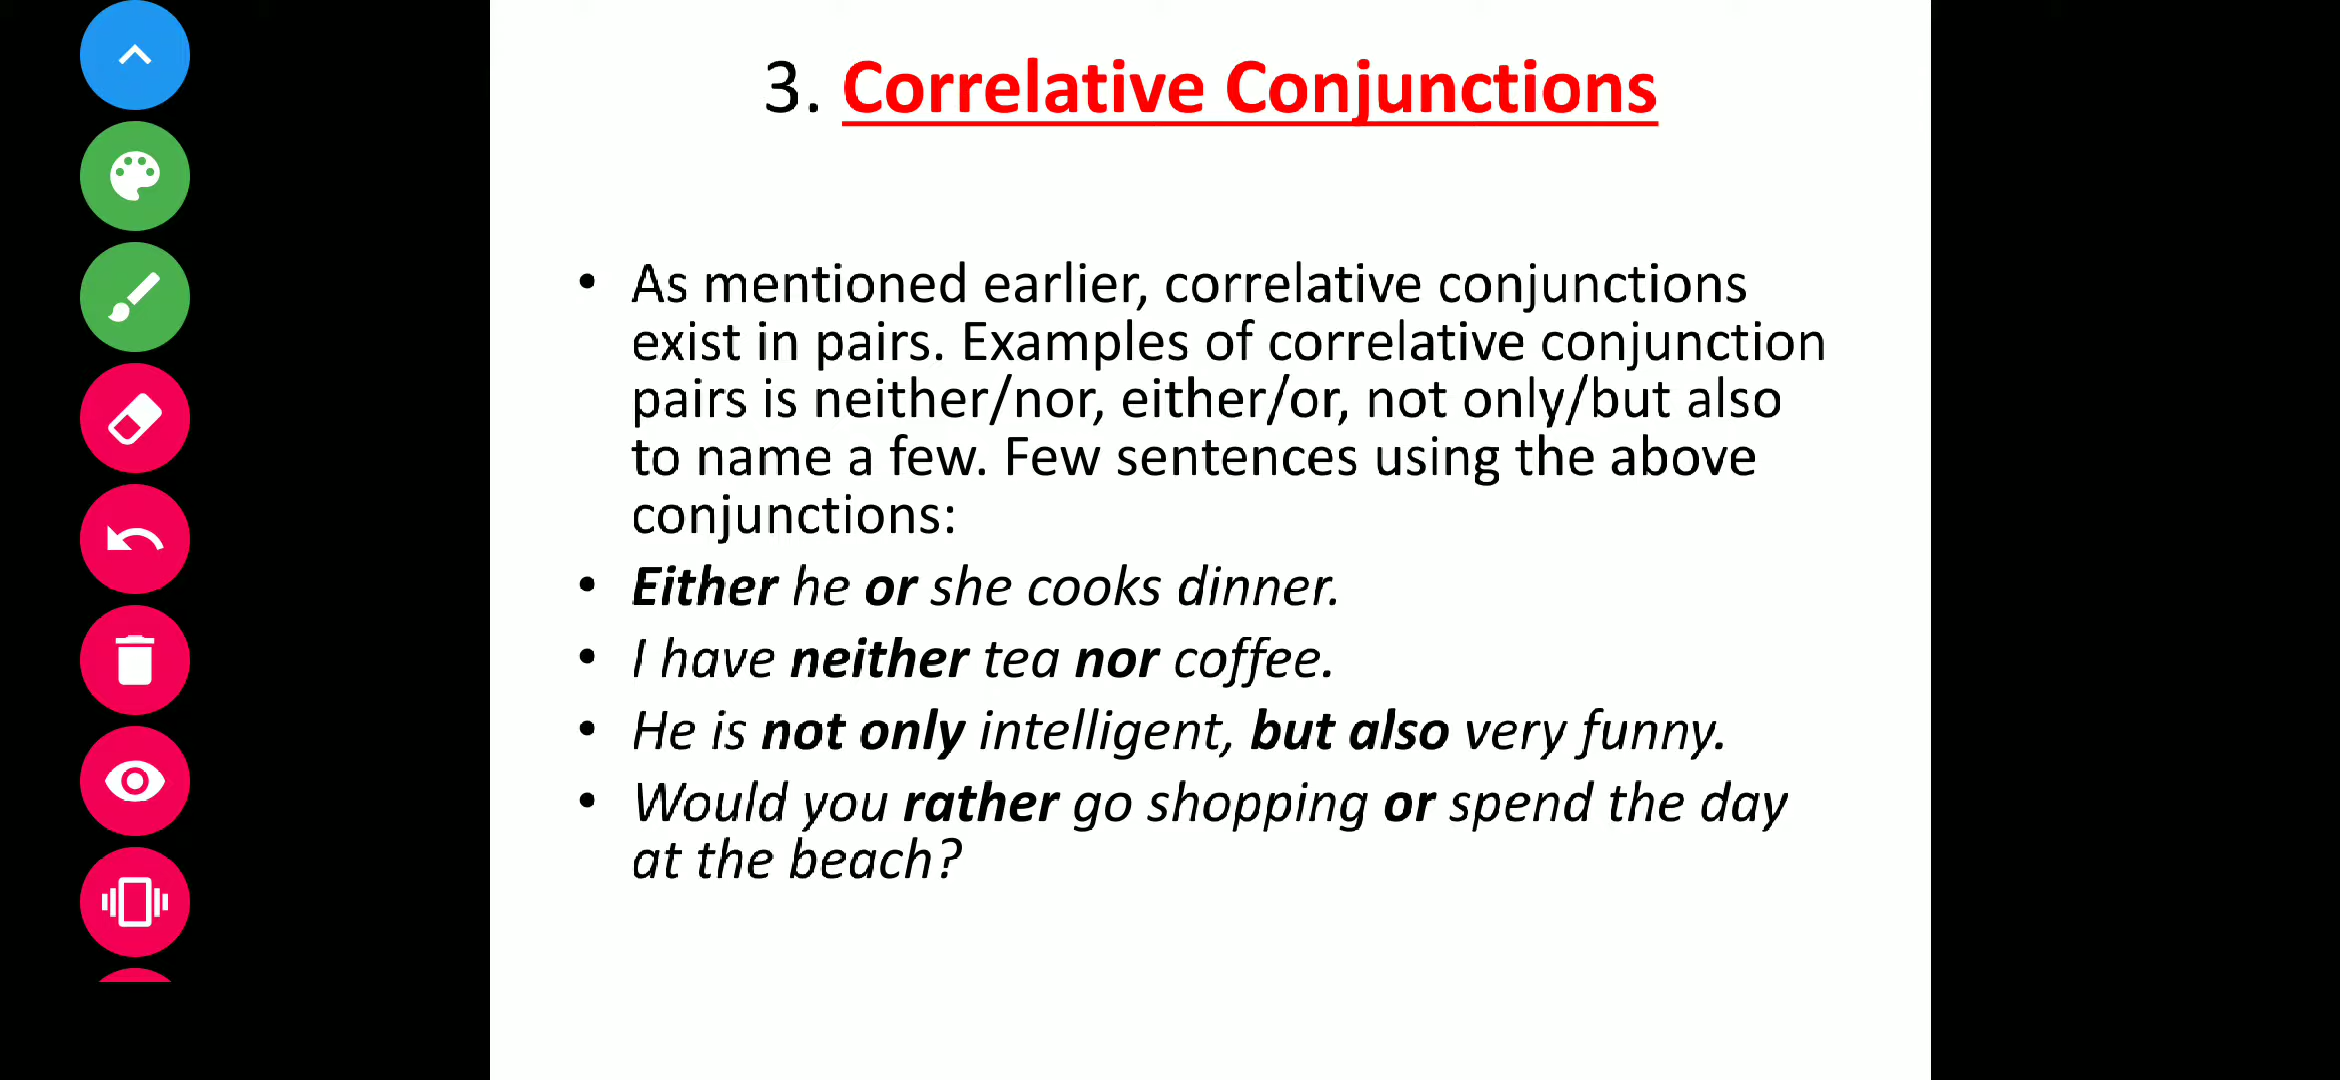 3. Correlative Conjunctions
• As mentioned earlier, correlative conjunctions
exist in pairs. Examples of correlative conjunction
pairs is neither/nor, either/or, not only/but also
to name a few. Few sentences using the above
conjunctions:
• Either he or she cooks dinner.
• I have neither tea nor coffee.
• He is not only intelligent, but also very funny.
• Would you rather go shopping or spend the day
at the beach?